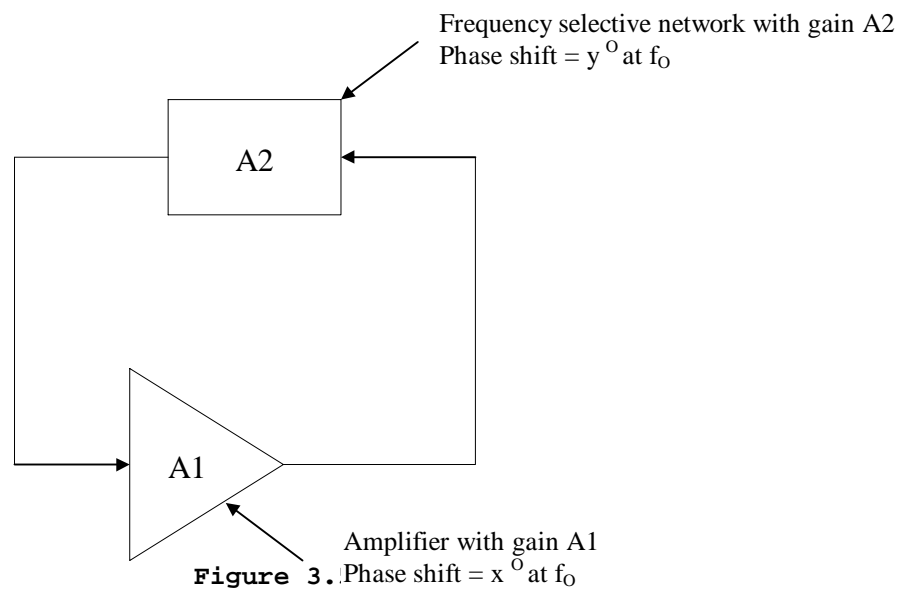 Frequency selective network with gain A2
Phase shift = y O at fO
A2
A1
Amplifier with gain A1
Figure 3.
Phase shift = x O at fO